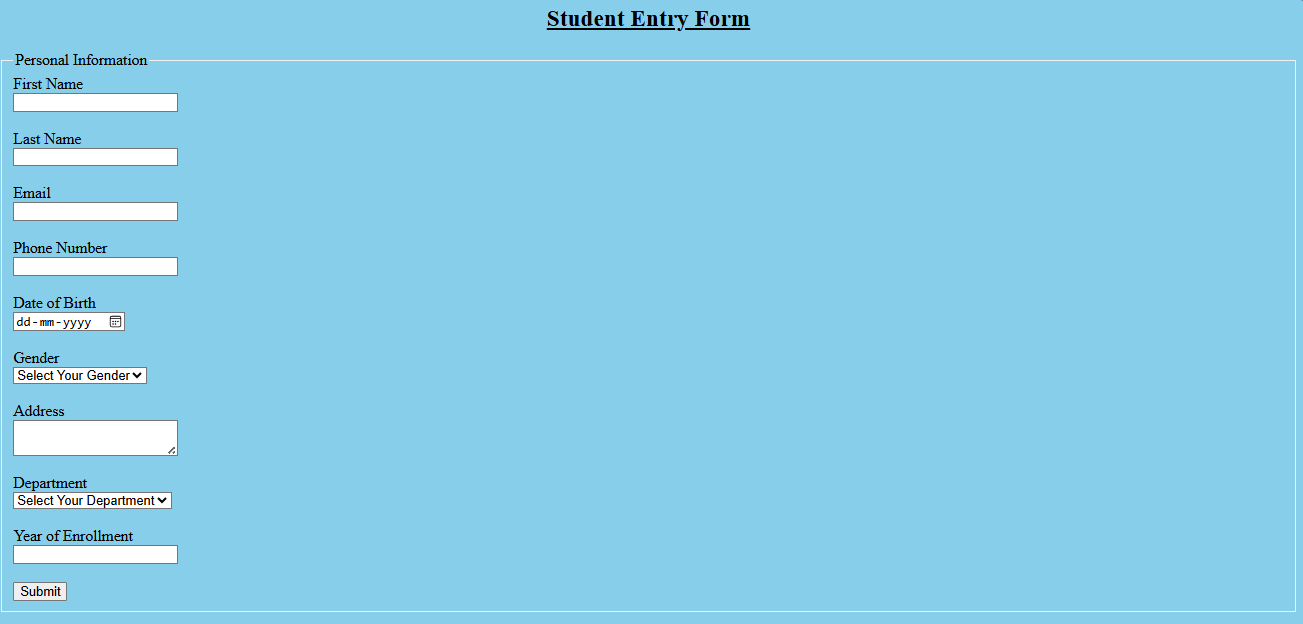 Student Entry Form
Personal Information
First Name
Last Name
Email
Phone Number
Date of Birth
dd-mm-yyyy
Gender
Select Your Gender
Address
Department
Select Your Department
Year of Enrollment
Submit